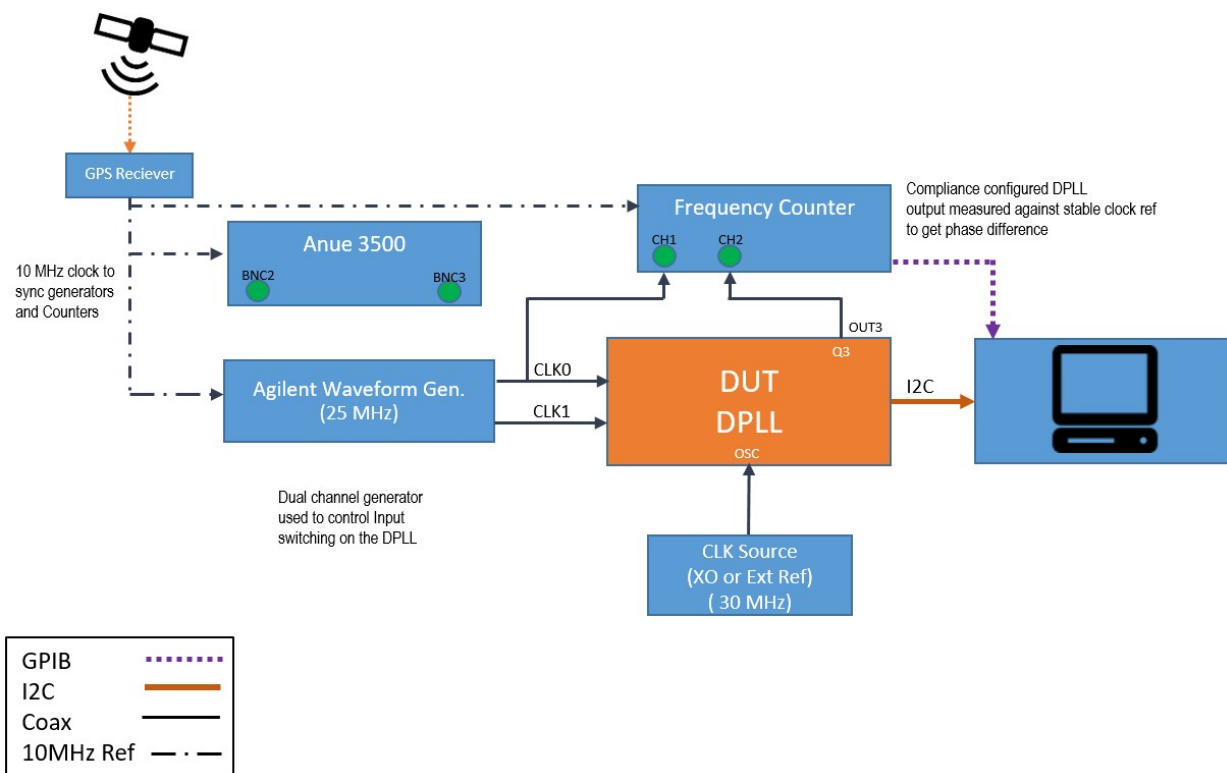 GPS Reciever
Frequency Counter
CH1
CH2
Compliance configured DPLL
output measured against stable clock ref
to get phase difference
Anue 3500
BNC2
BNC3
10 MHz clock to
sync generators
and Counters
OUT3
Q3
Agilent Waveform Gen.
(25 MHz)
CLK0
CLK1
DUT
DPLL
OSC
I2C
Dual channel generator
used to control Input
switching on the DPLL
CLK Source
(XO or Ext Ref)
( 30 MHz)
GPIB
I2C
Coax
10MHz Ref